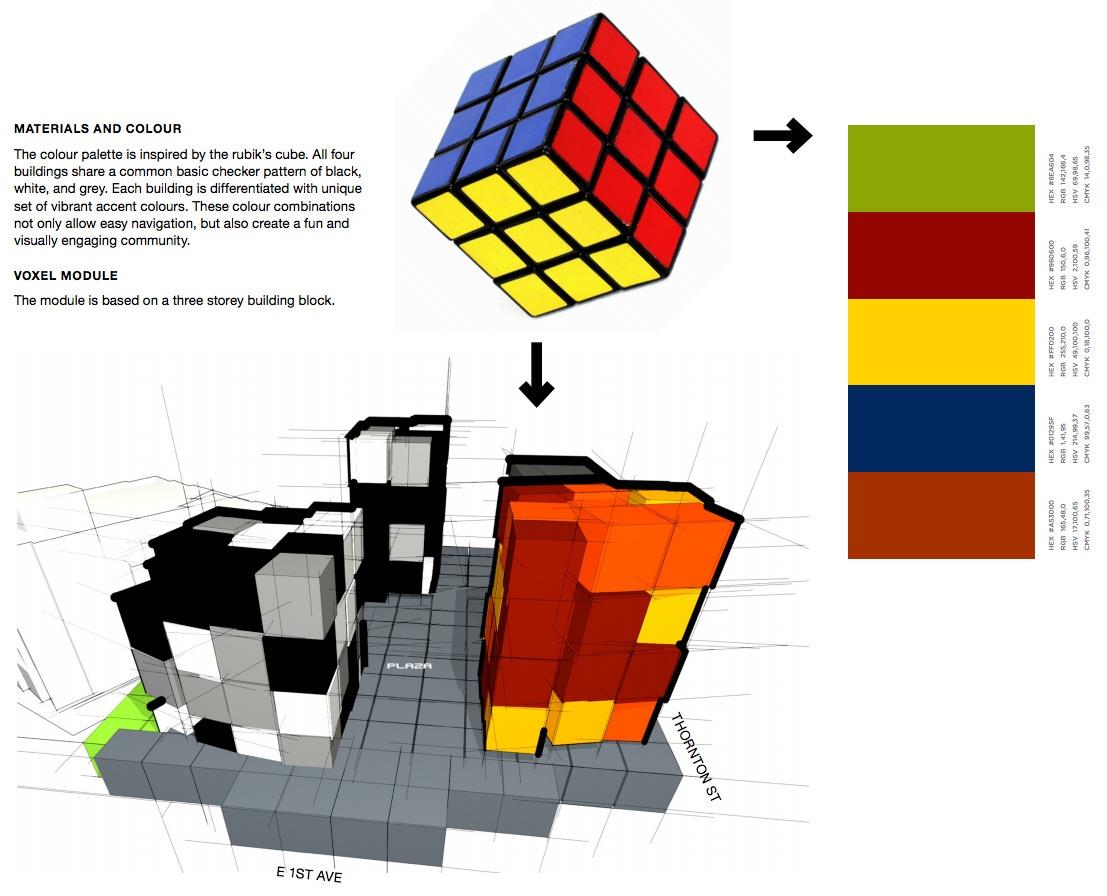 MATERIALS AND COLOUR
The colour palette is inspired by the rubik's cube. All four
buildings share a common basic checker pattern of black,
white, and grey. Each building is differentiated with unique
set of vibrant accent colours. These colour combinations
not only allow easy navigation, but also create a fun and
visually engaging community.
VOXEL MODULE
The module is based on a three storey building block.
HEX #8EA604
RGB 142,166,4
HSV 69,98,65
CMYK 14,0,98,35
HEX #960600
RGB 150,6,0
HSV 2,100,59
CMYK 0,96,100,41
HEX #FFD200
RGB 255,210,0
HSV 49,100,100
CMYK 0,18,100,0
HEX #01295F
RGB 1,41,95
HSV 214,99,37
CMYK 99,57,0,63
HEX #A53000
RGB 165,48,0
HSV 17,100,65
CMYK 0,71,100,35
PLAZA
THORNTON ST
E 1ST AVE